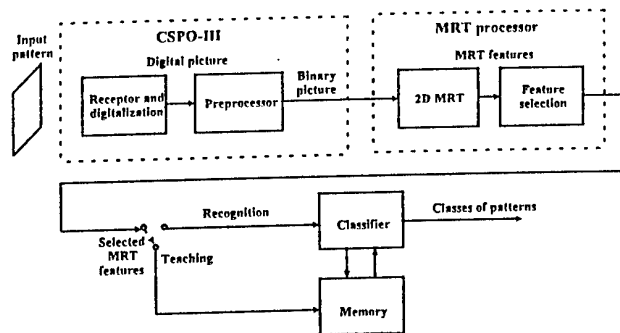 Input
pattern
CSPO-III
Digital picture
Receptor and
digitalization
Preprocessor
Binary
picture
MRT processor
MRT features
2D MRT
Feature
selection
Selected
MRT
features
Recognition
Teaching
Classifier
Memory
Classes of patterns